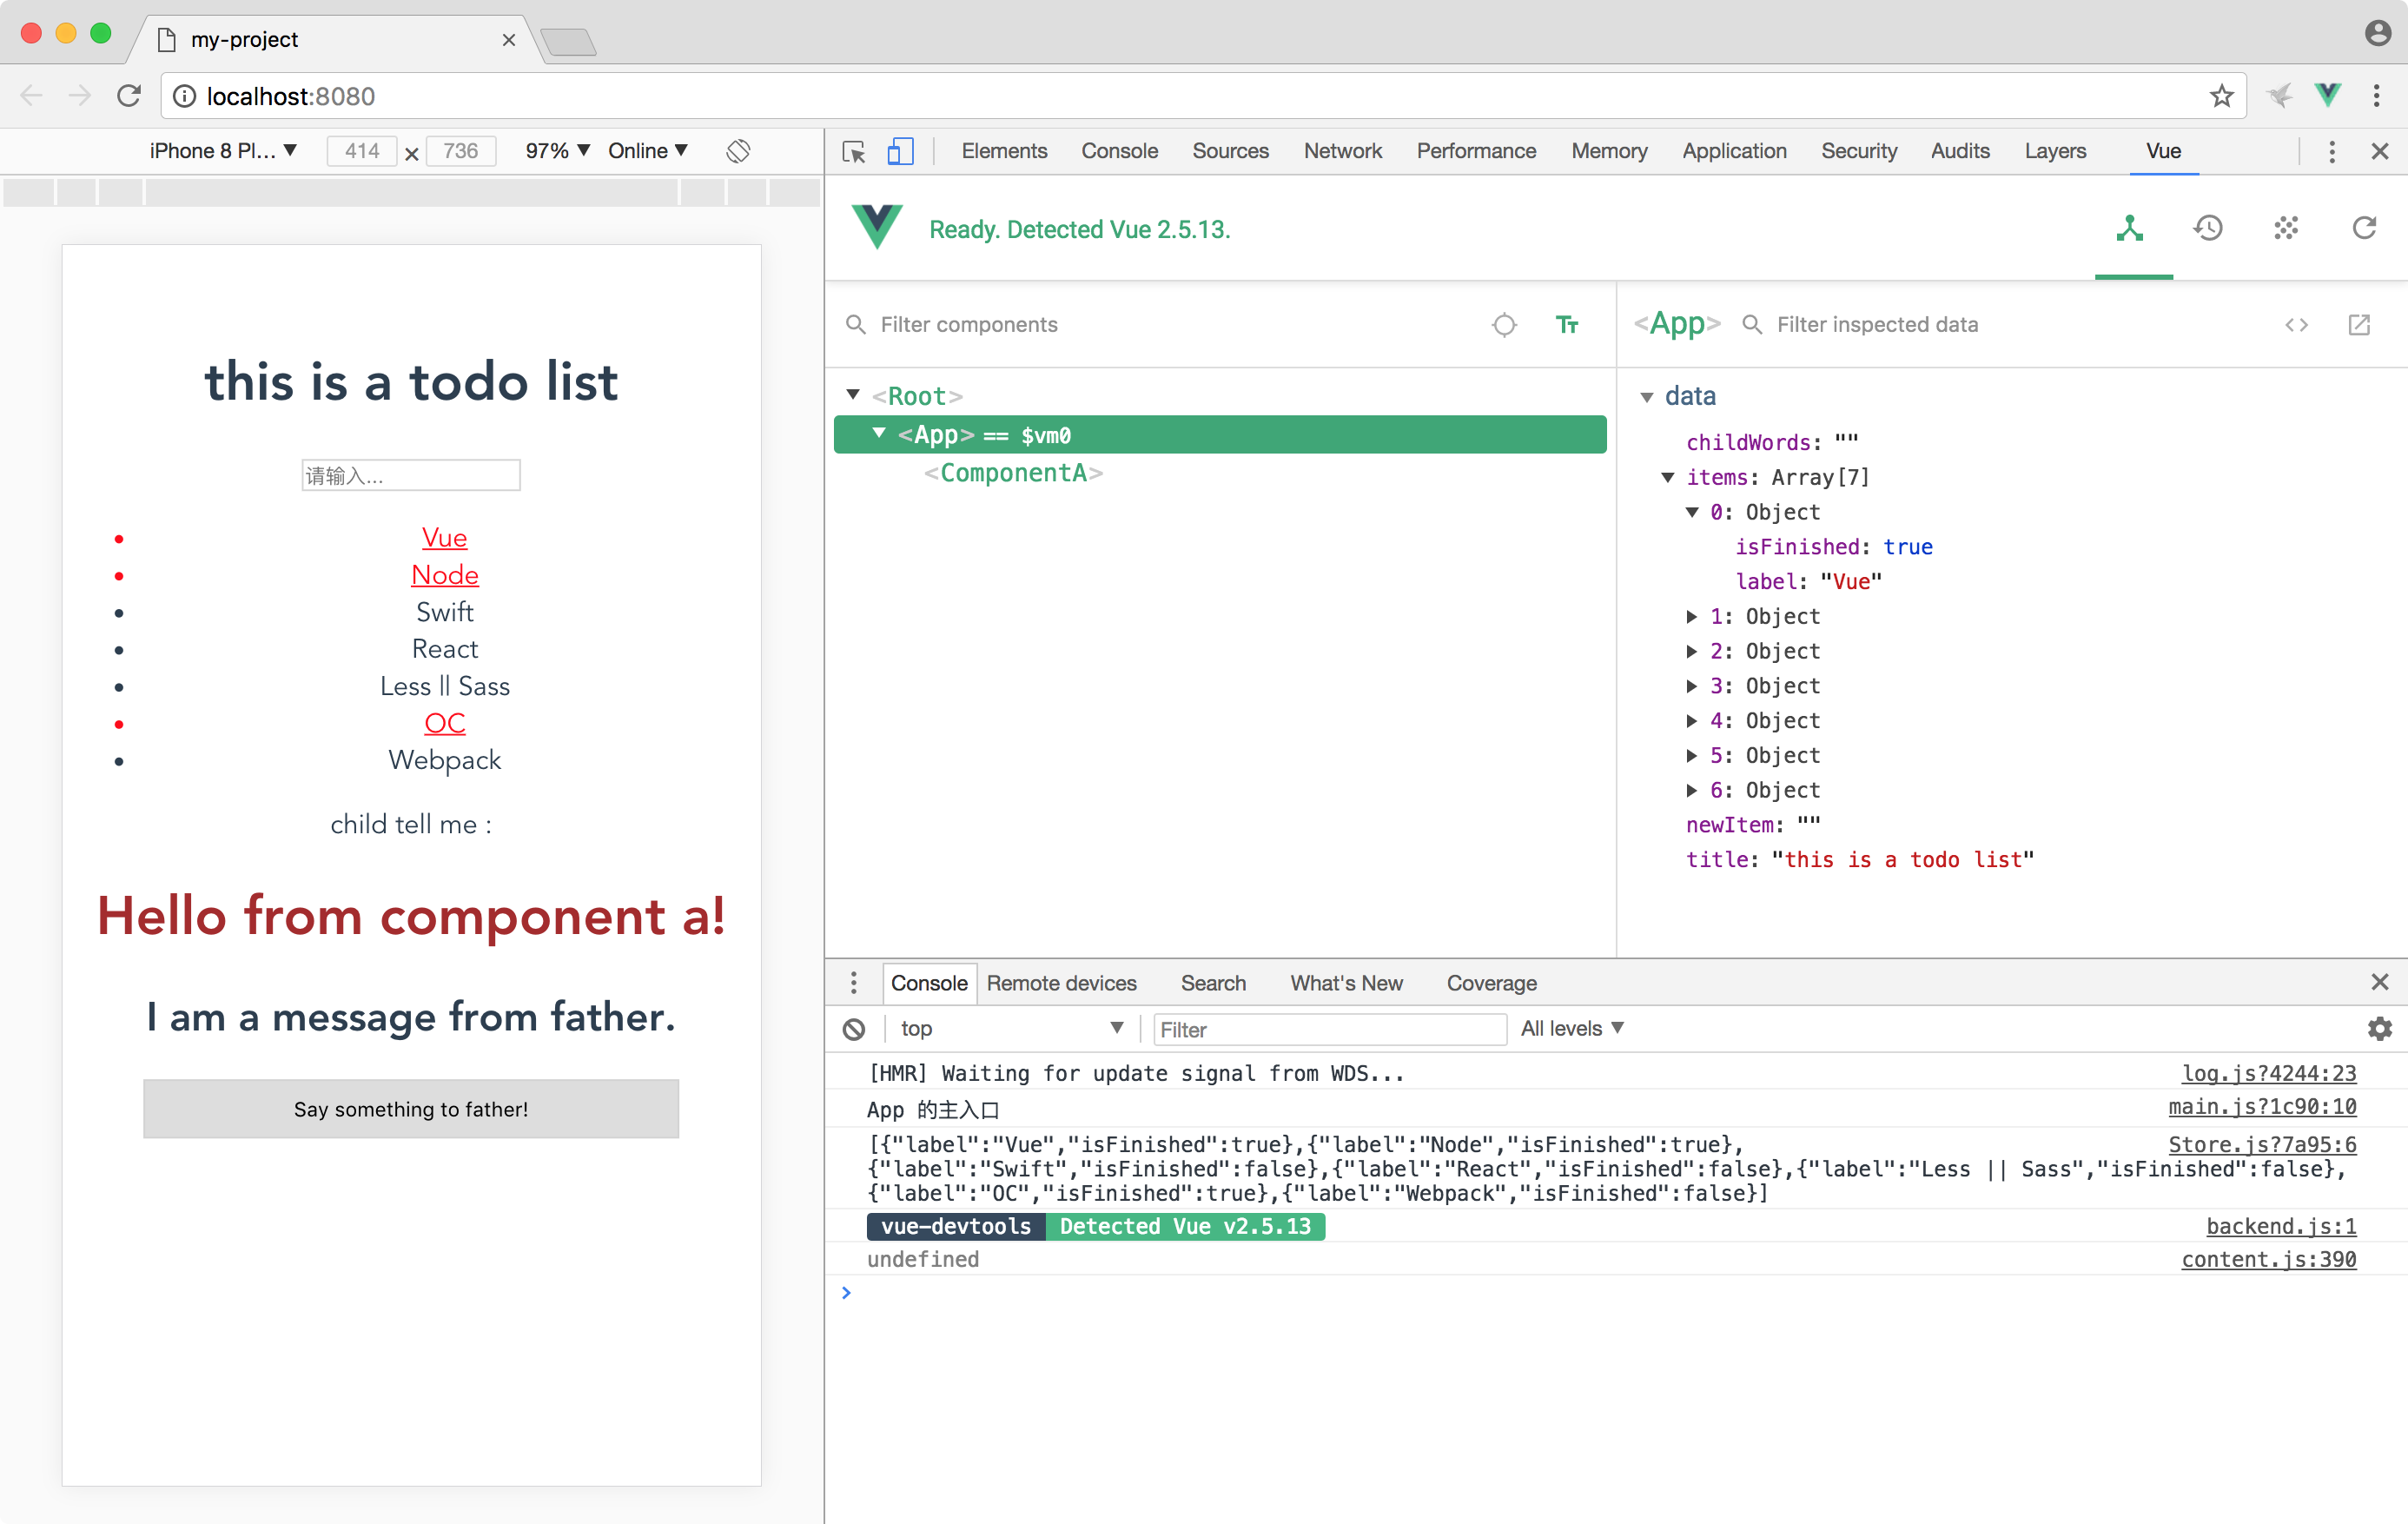 my-project
localhost:8080
iPhone 8 Pl... 414 × 736 97% Online
Elements Console Sources Network Performance Memory Application Security Audits Layers Vue
this is a todo list
请输入...
Vue
Node
Swift
React
Less || Sass
OC
Webpack
child tell me :
Hello from component a!
I am a message from father.
Say something to father!
Ready. Detected Vue 2.5.13.
Filter components
<Root>
<App> == $vm0
<ComponentA>
<App> Filter inspected data
data
childWords: ""
items: Array[7]
0: Object
isFinished: true
label: "Vue"
1: Object
2: Object
3: Object
4: Object
5: Object
6: Object
newItem: ""
title: "this is a todo list"
Console Remote devices Search What's New Coverage
top Filter All levels
[HMR] Waiting for update signal from WDS... log.js?4244:23
App 的主入口 main.js?1c90:10
[{"label":"Vue","isFinished":true},{"label":"Node","isFinished":true}, Store.js?7a95:6
{"label":"Swift","isFinished":false},{"label":"React","isFinished":false},{"label":"Less || Sass","isFinished":false},
{"label":"OC","isFinished":true},{"label":"Webpack","isFinished":false}]
vue-devtools Detected Vue v2.5.13 backend.js:1
undefined content.js:390